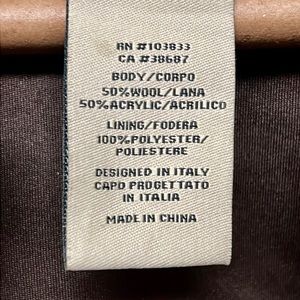 RN #103833
CA #38687
BODY/CORPO
50%WOOL/LANA
50%ACRYLIC/ACRILICO
LINING/FODERA
100%POLYESTER/
POLIESTERE
DESIGNED IN ITALY
CAPO PROGETTATO
IN ITALIA
MADE IN CHINA